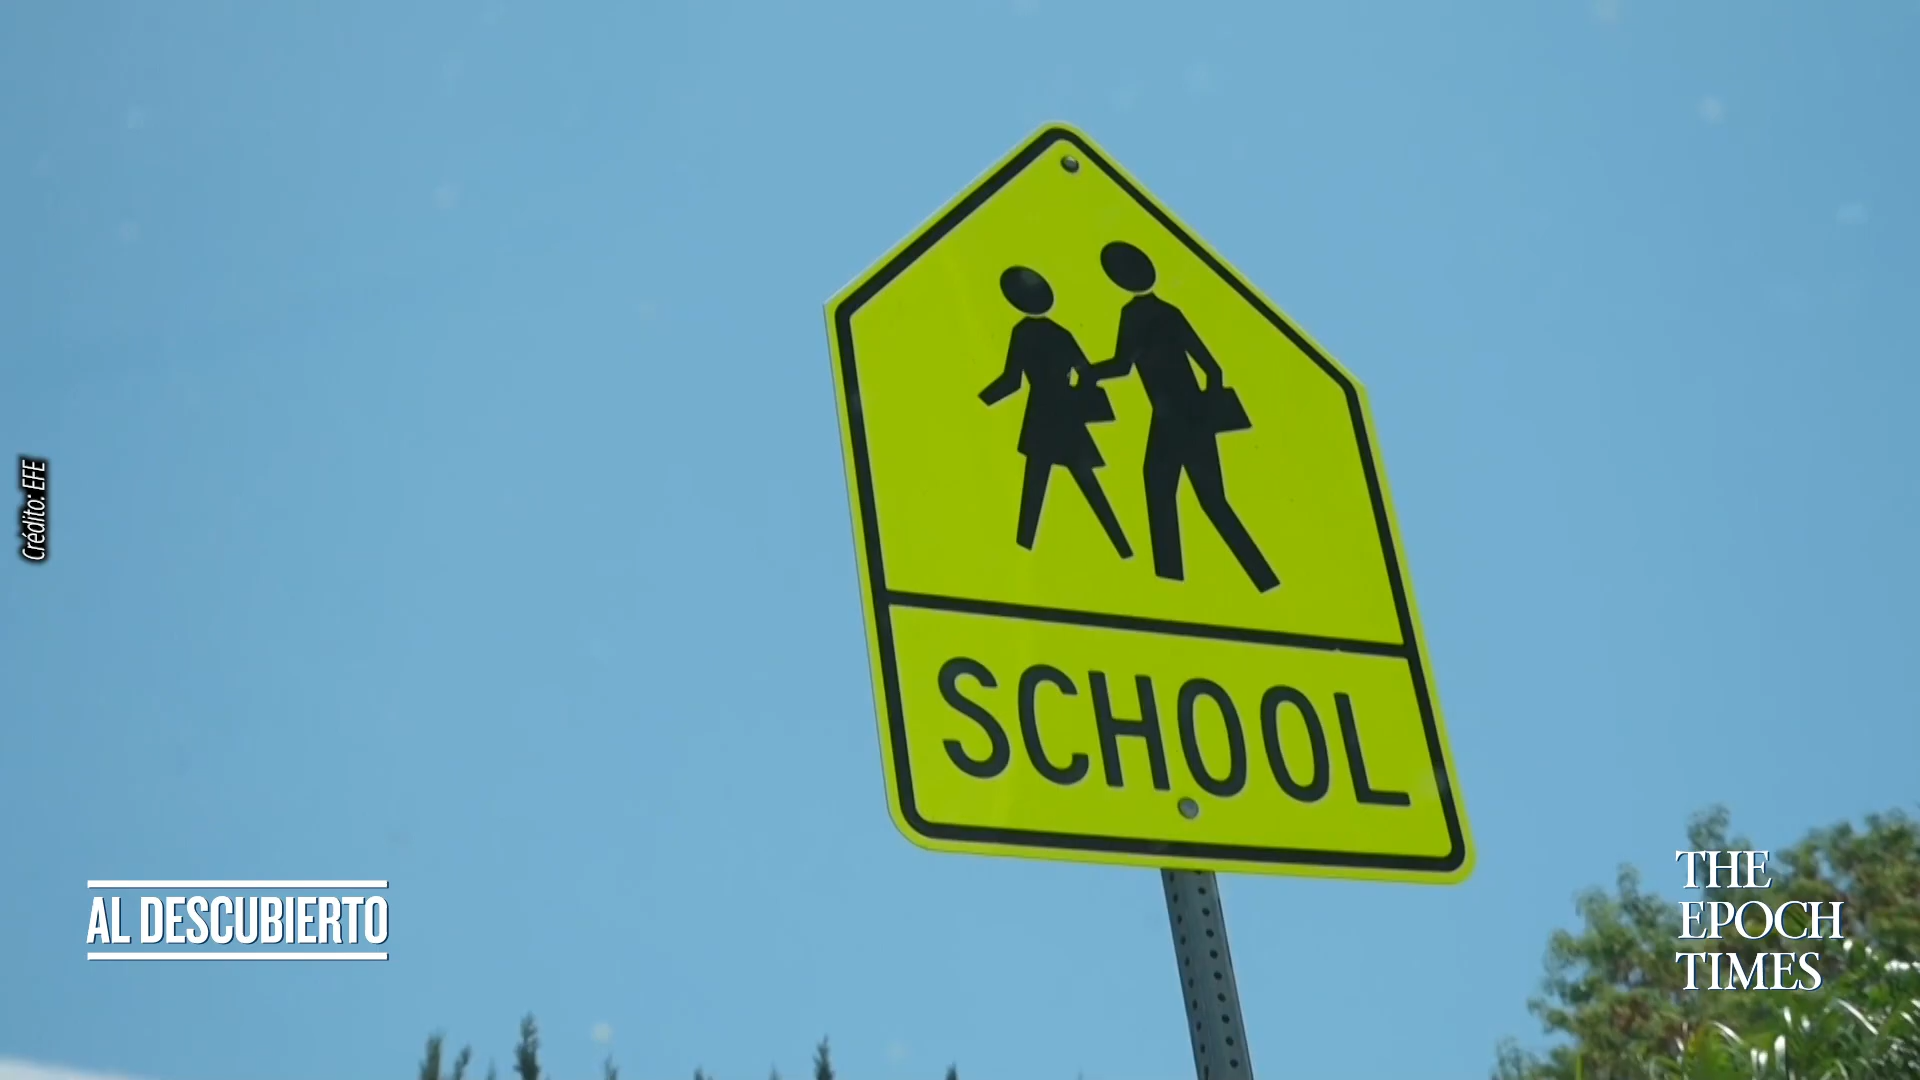 SCHOOL
Crédito: EFE
AL DESCUBIERTO
THE
EPOCH
TIMES